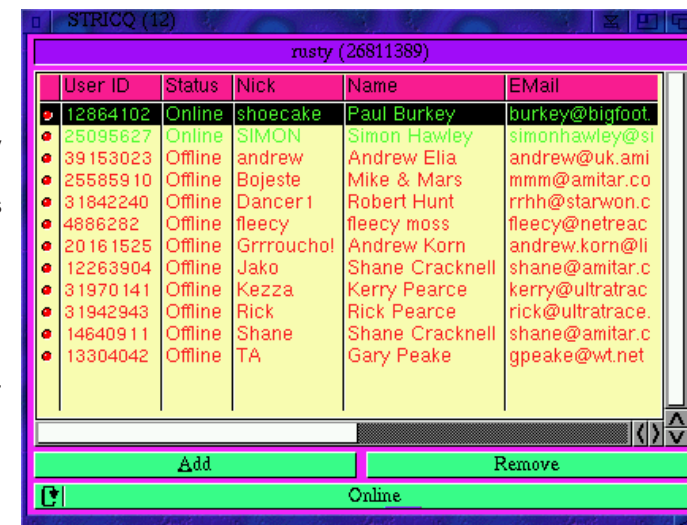 STRICQ (12)
rusty (26811389)
User ID Status Nick Name EMail
12864102 Online shoecake Paul Burkey burkey@bigfoot.
25095627 Online SIMON Simon Hawley simonhawley@si
39153023 Offline andrew Andrew Elia andrew@uk.ami
25585910 Offline Bojeste Mike & Mars mmm@amitar.co
31842240 Offline Dancer1 Robert Hunt rrhh@starwon.c
4886282 Offline fleecy fleecy moss fleecy@netreac
20161525 Offline Grrroucho! Andrew Korn andrew.korn@li
12263904 Offline Jako Shane Cracknell shane@amitar.c
31970141 Offline Kezza Kerry Pearce kerry@ultratrac
31942943 Offline Rick Rick Pearce rick@ultratrace.
14640911 Offline Shane Shane Cracknell shane@amitar.c
13304042 Offline TA Gary Peake gpeake@wt.net
Add Remove
Online